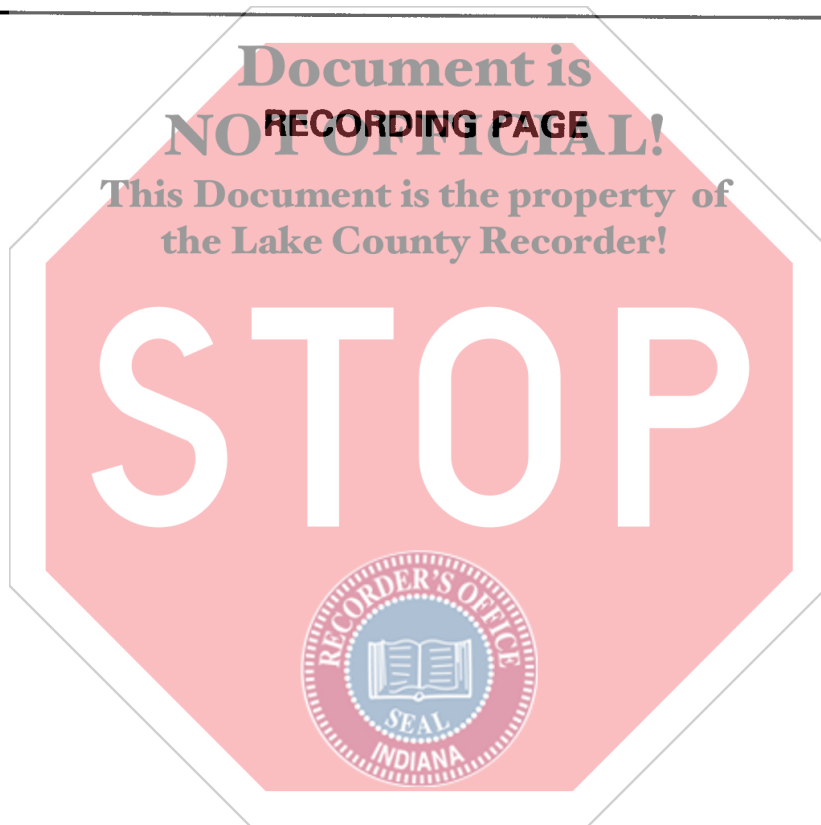 Document is
RECORDING PAGE
NOT OFFICIAL!
This Document is the property of
the Lake County Recorder!
STOP
RECORDER'S OFFICE
SEAL
INDIANA